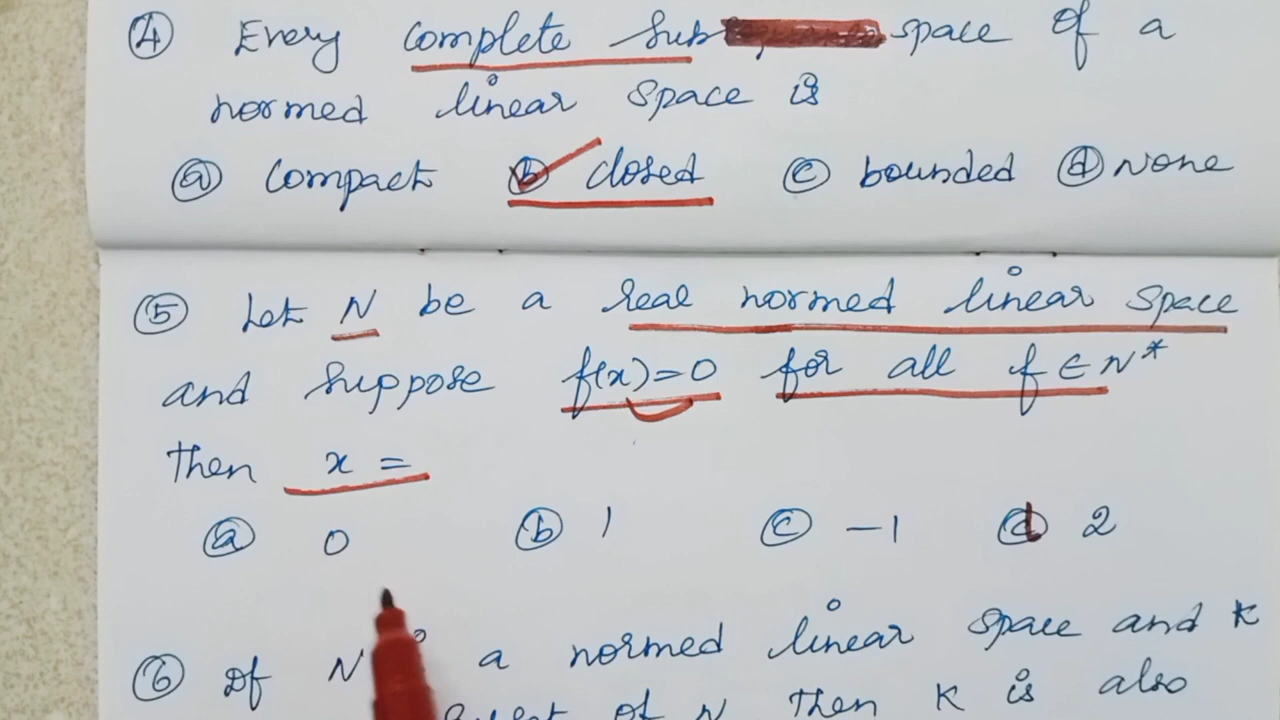 ④ Every complete sub space of a
normed linear space is
ⓐ compact ⓑ closed ⓒ bounded ⓓ None
⑤ Let N be a real normed linear space
and suppose f(x)=0 for all f ∈ N*
Then x =
ⓐ 0 ⓑ 1 ⓒ -1 ⓓ 2
⑥ If N a normed linear space and K
of N Then K is also